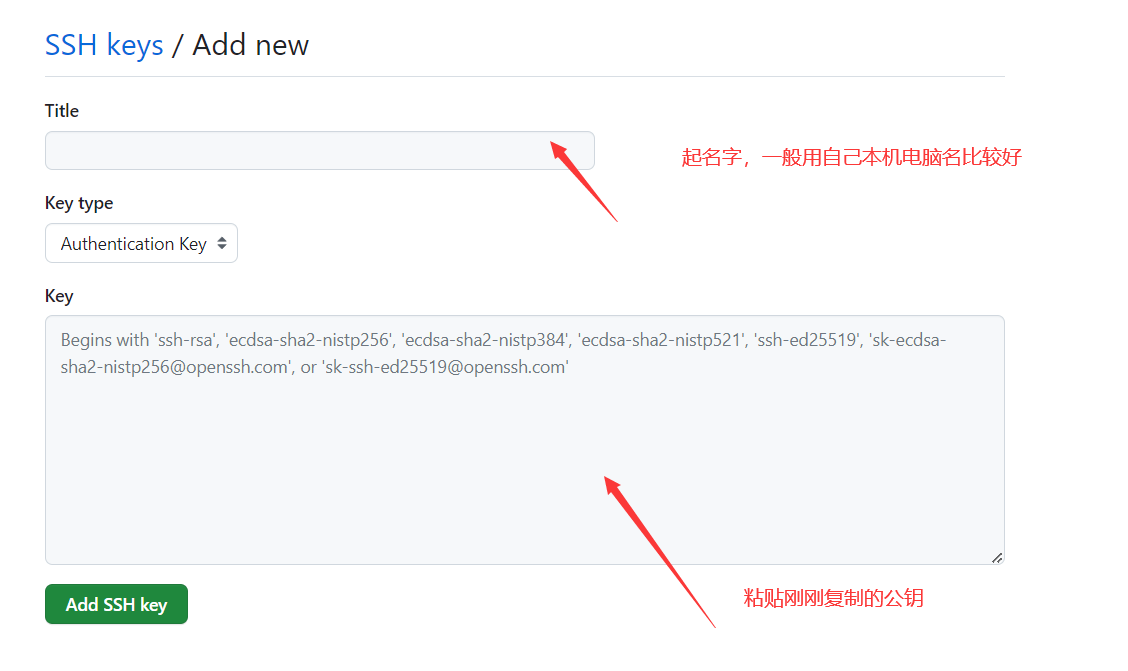 SSH keys / Add new
Title
起名字，一般用自己本机电脑名比较好
Key type
Authentication Key
Key
Begins with 'ssh-rsa', 'ecdsa-sha2-nistp256', 'ecdsa-sha2-nistp384', 'ecdsa-sha2-nistp521', 'ssh-ed25519', 'sk-ecdsa-
sha2-nistp256@openssh.com', or 'sk-ssh-ed25519@openssh.com'
粘贴刚刚复制的公钥
Add SSH key